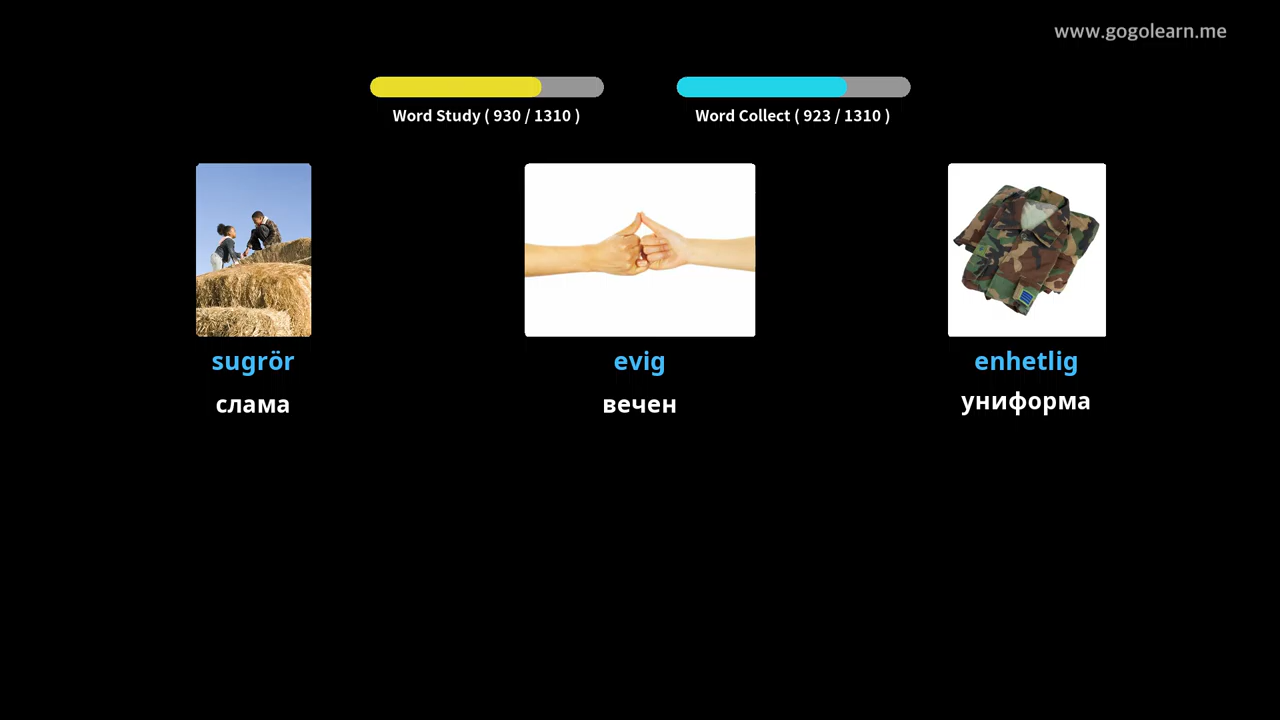 www.gogolearn.me
Word Study ( 930 / 1310 )
Word Collect ( 923 / 1310 )
sugrör
evig
enhetlig
слама
вечен
униформа